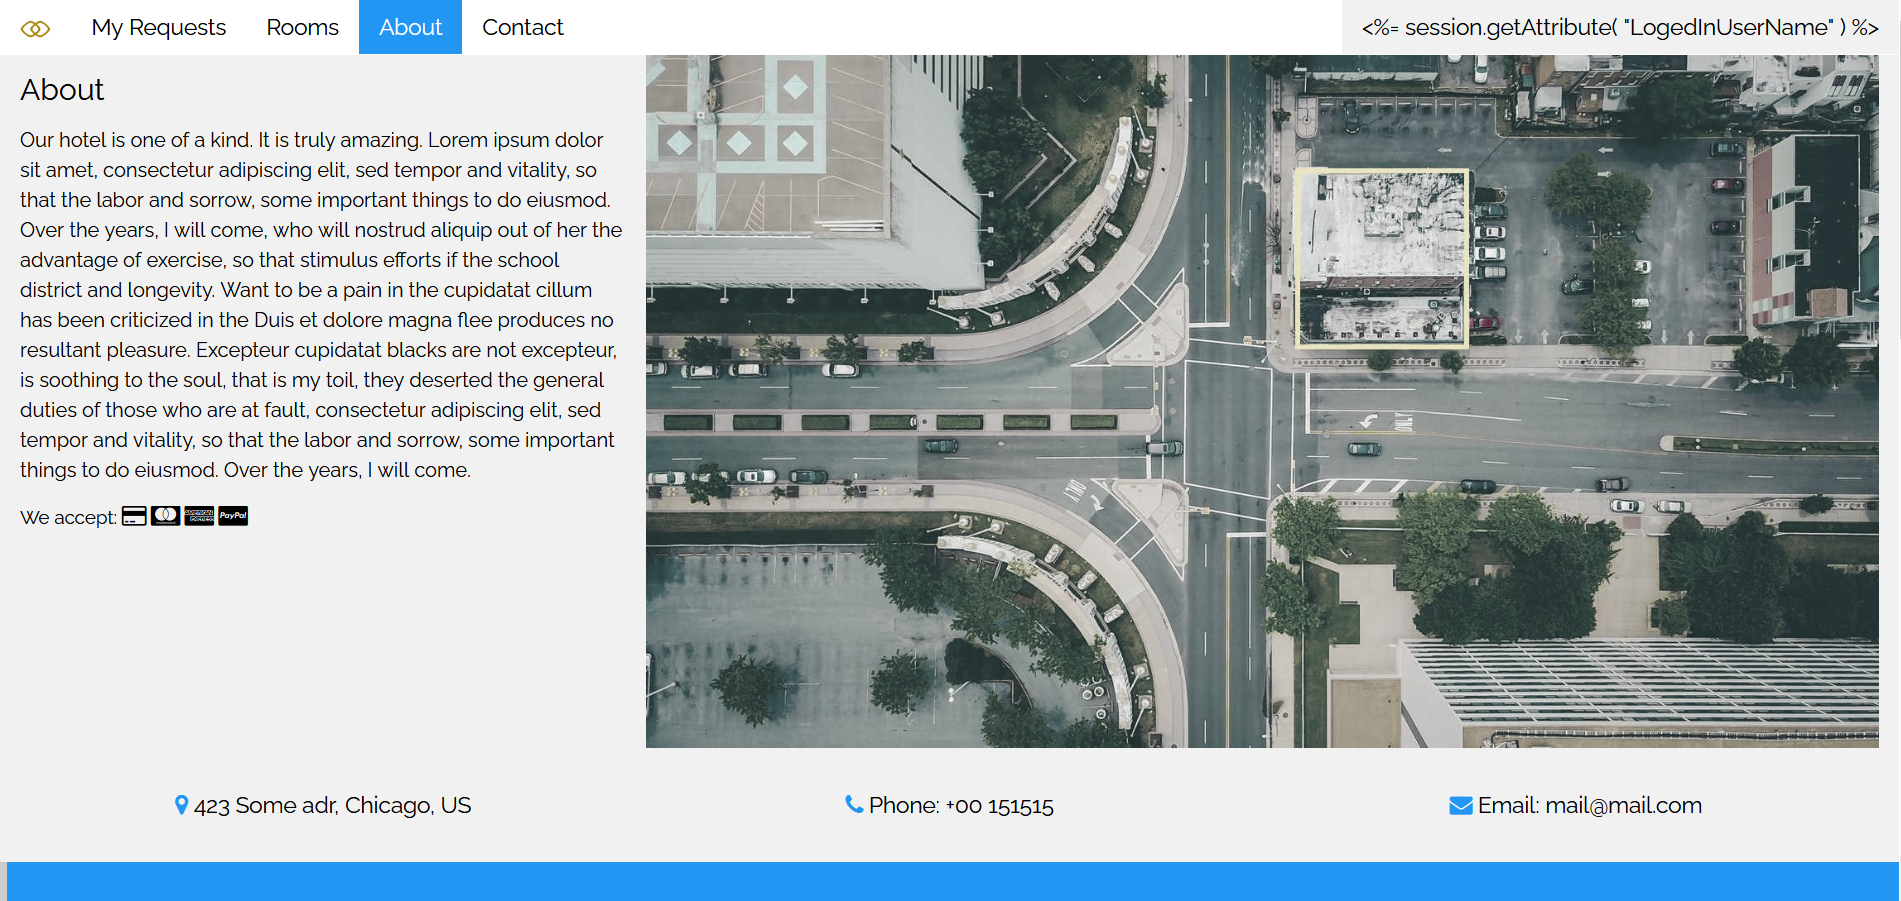 My Requests Rooms About Contact <%= session.getAttribute( "LogedInUserName" ) %>
About
Our hotel is one of a kind. It is truly amazing. Lorem ipsum dolor
sit amet, consectetur adipiscing elit, sed tempor and vitality, so
that the labor and sorrow, some important things to do eiusmod.
Over the years, I will come, who will nostrud aliquip out of her the
advantage of exercise, so that stimulus efforts if the school
district and longevity. Want to be a pain in the cupidatat cillum
has been criticized in the Duis et dolore magna flee produces no
resultant pleasure. Excepteur cupidatat blacks are not excepteur,
is soothing to the soul, that is my toil, they deserted the general
duties of those who are at fault, consectetur adipiscing elit, sed
tempor and vitality, so that the labor and sorrow, some important
things to do eiusmod. Over the years, I will come.
We accept: AMERICAN EXPRESS PayPal
ONLY
ONLY
423 Some adr, Chicago, US Phone: +00 151515 Email: mail@mail.com